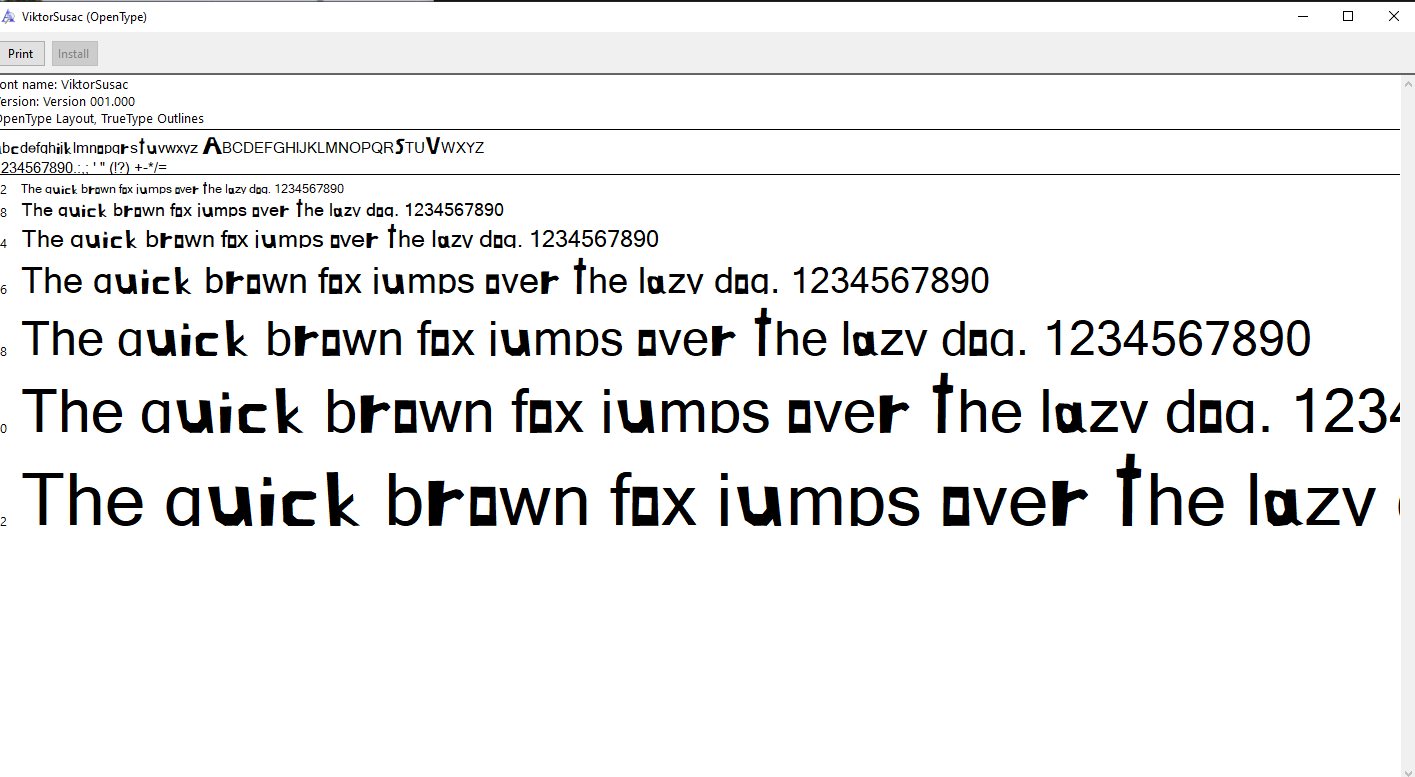 ViktorSusac (OpenType)
Print Install
ont name: ViktorSusac
ersion: Version 001.000
OpenType Layout, TrueType Outlines
abcdefghijklmnopqrstuvwxyz ABCDEFGHIJKLMNOPQRSTUVWXYZ
1234567890.:,; ' " (!?) +-*/=
2 The quick brown fox jumps over the lazy dog. 1234567890
8 The quick brown fox jumps over the lazy dog. 1234567890
4 The quick brown fox jumps over the lazy dog. 1234567890
6 The quick brown fox jumps over the lazy dog. 1234567890
8 The quick brown fox jumps over the lazy dog. 1234567890
0 The quick brown fox jumps over the lazy dog. 1234
2 The quick brown fox jumps over the lazy